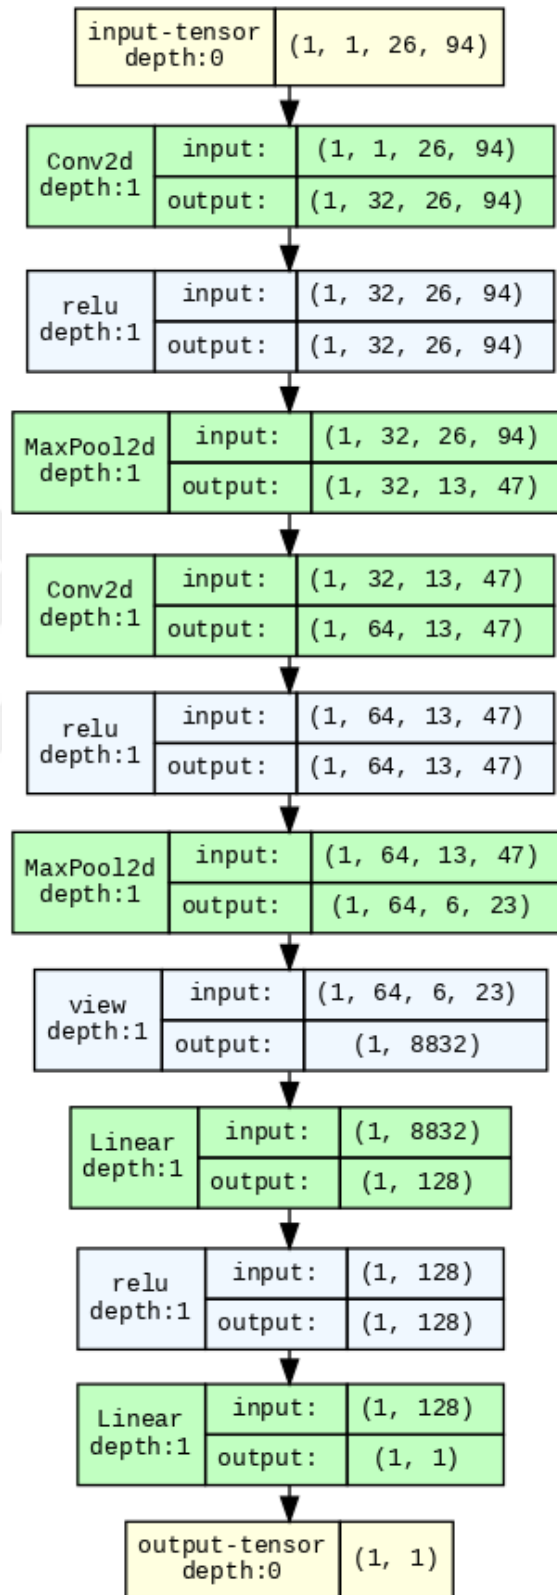 input-tensor
depth:0
(1, 1, 26, 94)
Conv2d
depth:1
input:
(1, 1, 26, 94)
output:
(1, 32, 26, 94)
relu
depth:1
input:
(1, 32, 26, 94)
output:
(1, 32, 26, 94)
MaxPool2d
depth:1
input:
(1, 32, 26, 94)
output:
(1, 32, 13, 47)
Conv2d
depth:1
input:
(1, 32, 13, 47)
output:
(1, 64, 13, 47)
relu
depth:1
input:
(1, 64, 13, 47)
output:
(1, 64, 13, 47)
MaxPool2d
depth:1
input:
(1, 64, 13, 47)
output:
(1, 64, 6, 23)
view
depth:1
input:
(1, 64, 6, 23)
output:
(1, 8832)
Linear
depth:1
input:
(1, 8832)
output:
(1, 128)
relu
depth:1
input:
(1, 128)
output:
(1, 128)
Linear
depth:1
input:
(1, 128)
output:
(1, 1)
output-tensor
depth:0
(1, 1)